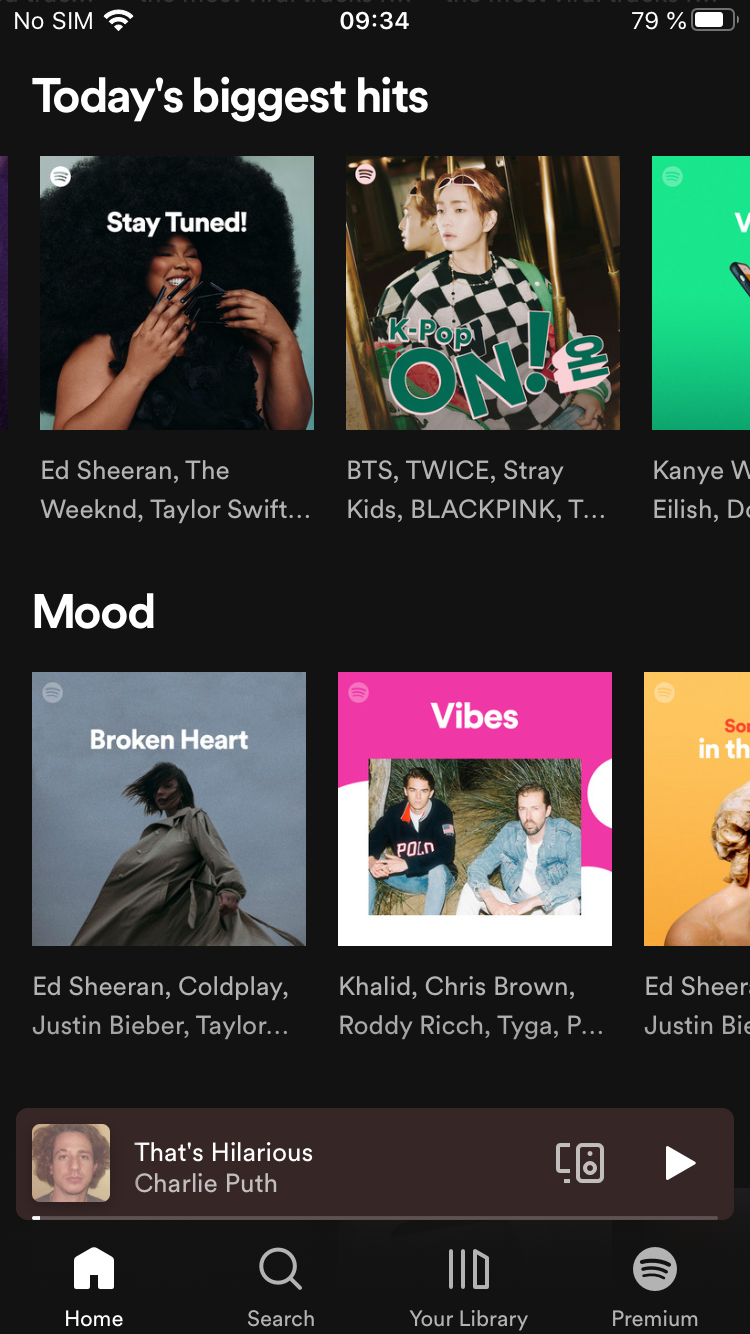 No SIM 09:34 79 %
Today's biggest hits
Stay Tuned!
K-Pop
ON!
온
Ed Sheeran, The
Weeknd, Taylor Swift...
BTS, TWICE, Stray
Kids, BLACKPINK, T...
Kanye W
Eilish, Do
Mood
Broken Heart
Vibes
POLO
in th
Ed Sheeran, Coldplay,
Justin Bieber, Taylor...
Khalid, Chris Brown,
Roddy Ricch, Tyga, P...
Ed Sheer
Justin Bie
That's Hilarious
Charlie Puth
Home
Search
Your Library
Premium